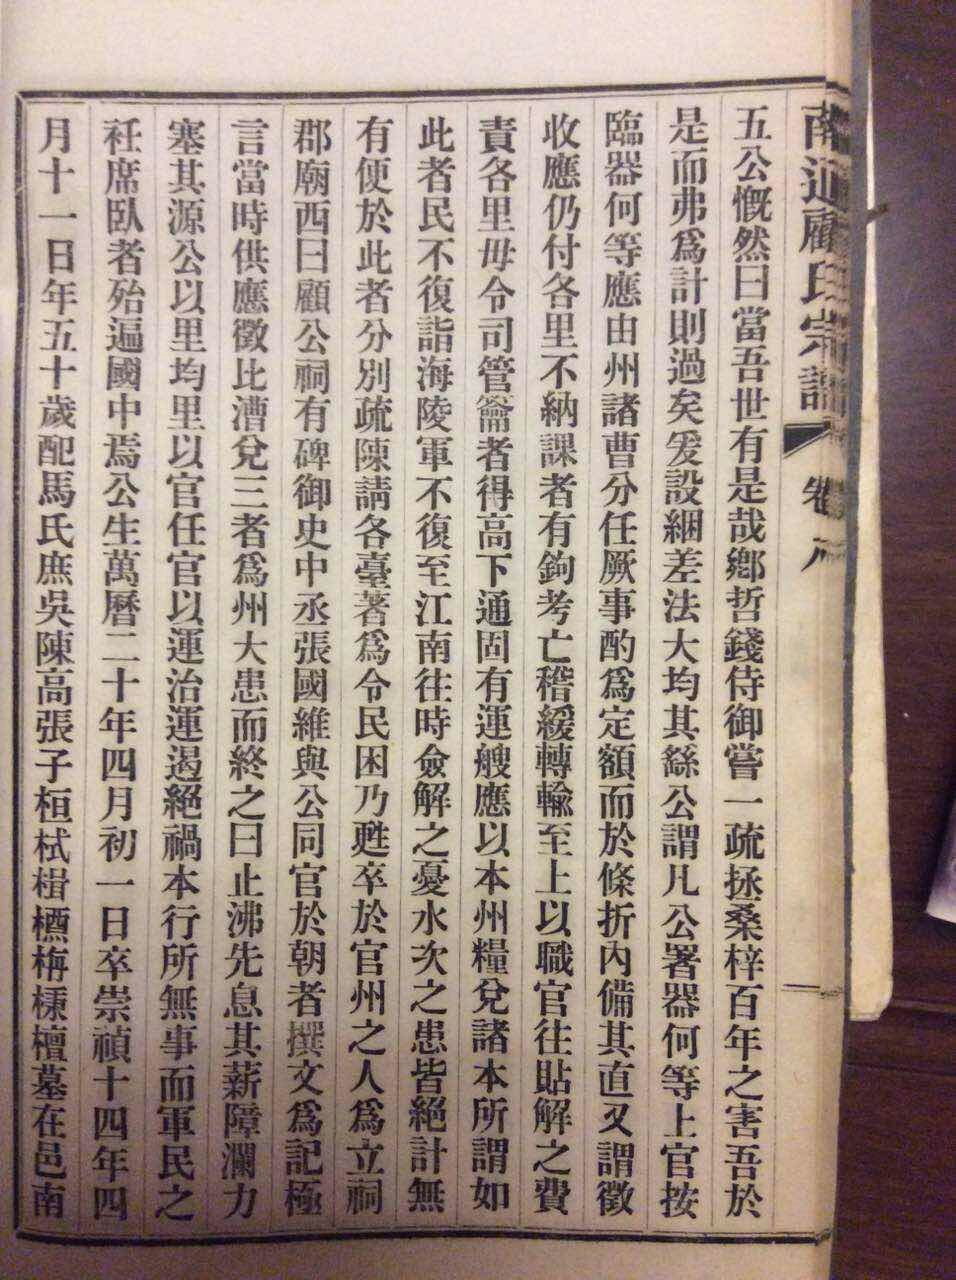 南通顧氏宗譜 卷八
五公慨然曰當吾世有是哉鄉哲錢侍御嘗一疏拯桑梓百年之害吾於
是而弗爲計則過矣爰設綑差法大均其繇公謂凡公署器何等上官按
臨器何等應由州諸曹分任厥事酌爲定額而於條折內備其直又謂徵
收應仍付各里不納課者有鉤考亡稽緩轉輸至上以職官往貼解之費
責各里毋令司管籥者得高下通固有運艘應以本州糧兌諸本所謂如
此者民不復詣海陵軍不復至江南往時僉解之憂水次之患皆絕計無
有便於此者分別疏陳請各臺著爲令民困乃甦卒於官州之人爲立祠
郡廟西曰顧公祠有碑御史中丞張國維與公同官於朝者撰文爲記極
言當時供應徵比漕兌三者爲州大患而終之曰止沸先息其薪障瀾力
塞其源公以里均里以官任官以運治運遏絕禍本行所無事而軍民之
衽席臥者殆遍國中焉公生萬曆二十年四月初一日卒崇禎十四年四
月十一日年五十歲配馬氏庶吳陳高張子桓栻楫櫄栴檺檀墓在邑南